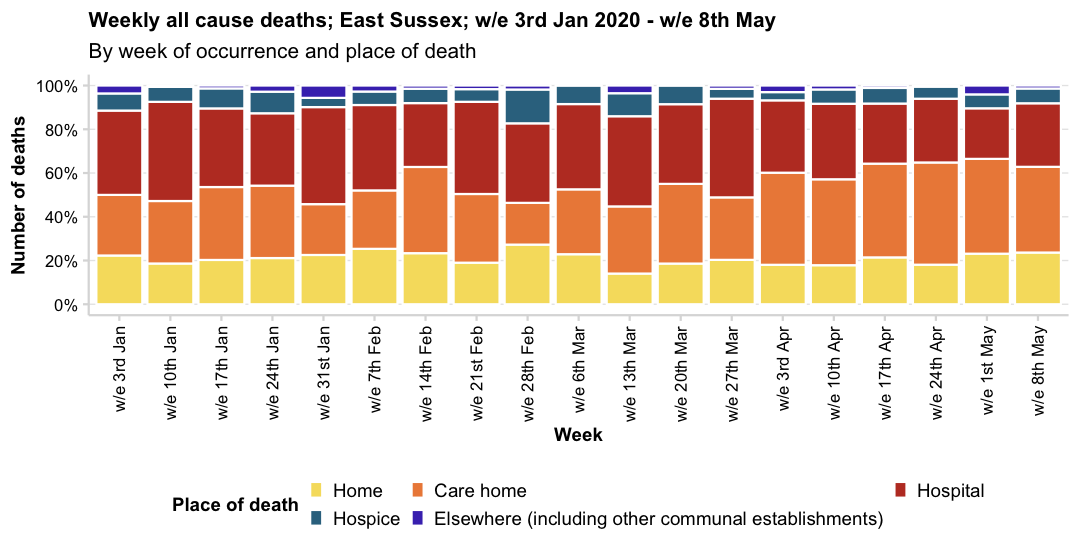 Weekly all cause deaths; East Sussex; w/e 3rd Jan 2020 - w/e 8th May
By week of occurrence and place of death
Number of deaths
100%
80%
60%
40%
20%
0%
w/e 3rd Jan
w/e 10th Jan
w/e 17th Jan
w/e 24th Jan
w/e 31st Jan
w/e 7th Feb
w/e 14th Feb
w/e 21st Feb
w/e 28th Feb
w/e 6th Mar
w/e 13th Mar
w/e 20th Mar
w/e 27th Mar
w/e 3rd Apr
w/e 10th Apr
w/e 17th Apr
w/e 24th Apr
w/e 1st May
w/e 8th May
Week
Place of death
Home Care home Hospital
Hospice Elsewhere (including other communal establishments)